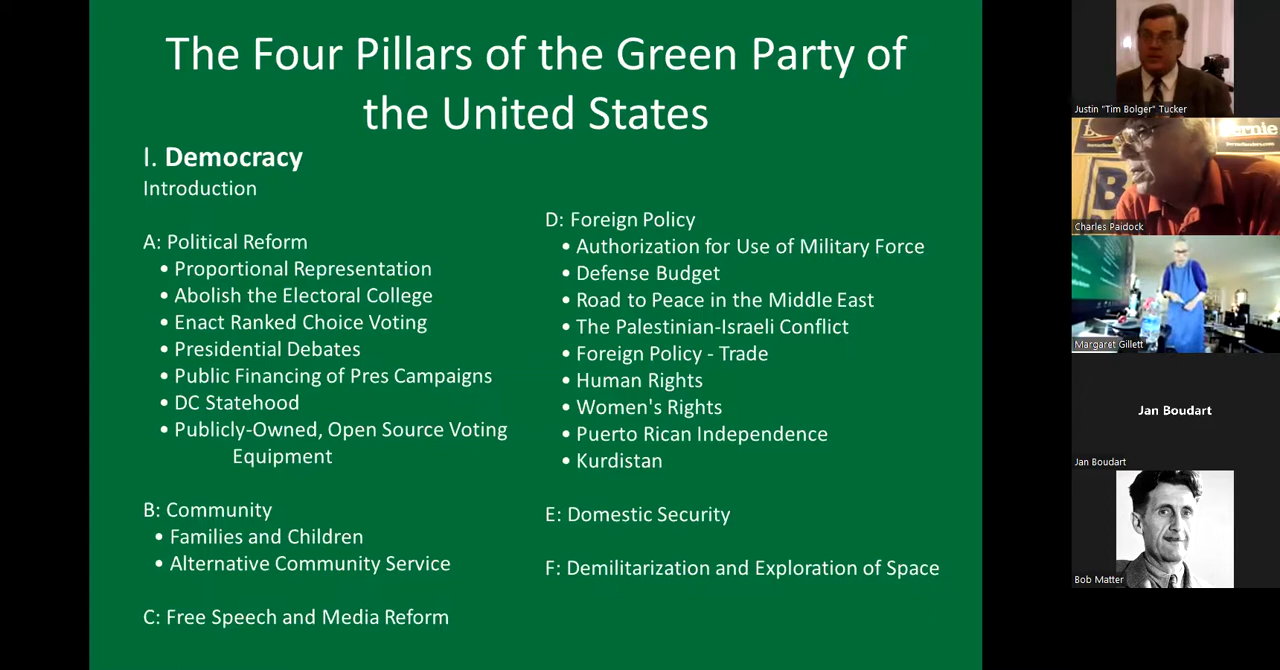 The Four Pillars of the Green Party of
the United States
I. Democracy
Introduction
A: Political Reform
• Proportional Representation
• Abolish the Electoral College
• Enact Ranked Choice Voting
• Presidential Debates
• Public Financing of Pres Campaigns
• DC Statehood
• Publicly-Owned, Open Source Voting
Equipment
B: Community
• Families and Children
• Alternative Community Service
C: Free Speech and Media Reform
D: Foreign Policy
• Authorization for Use of Military Force
• Defense Budget
• Road to Peace in the Middle East
• The Palestinian-Israeli Conflict
• Foreign Policy - Trade
• Human Rights
• Women's Rights
• Puerto Rican Independence
• Kurdistan
E: Domestic Security
F: Demilitarization and Exploration of Space
Justin "Tim Bolger" Tucker
ernie
Charles Paidock
Margaret Gillett
Jan Boudart
Jan Boudart
Bob Matter